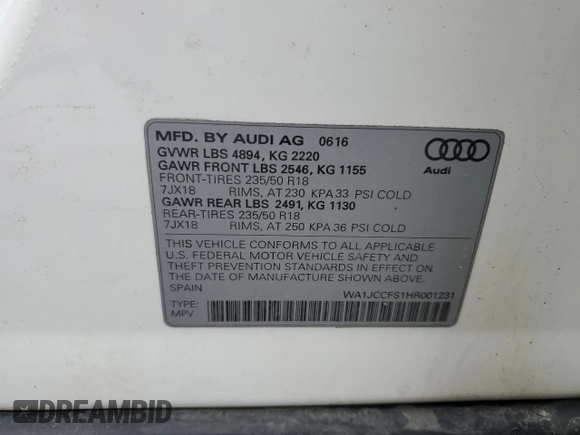 MFD. BY AUDI AG 0616
GVWR LBS 4894, KG 2220
GAWR FRONT LBS 2546, KG 1155
FRONT-TIRES 235/50 R18
7JX18 RIMS, AT 230 KPA 33 PSI COLD
GAWR REAR LBS 2491, KG 1130
REAR-TIRES 235/50 R18
7JX18 RIMS, AT 250 KPA 36 PSI COLD
THIS VEHICLE CONFORMS TO ALL APPLICABLE
U.S. FEDERAL MOTOR VEHICLE SAFETY AND
THEFT PREVENTION STANDARDS IN EFFECT ON
THE DATE OF MANUFACTURE SHOWN ABOVE.
SPAIN
WA1JCCFS1HR001231
TYPE:
MPV
Audi
DREAMBID